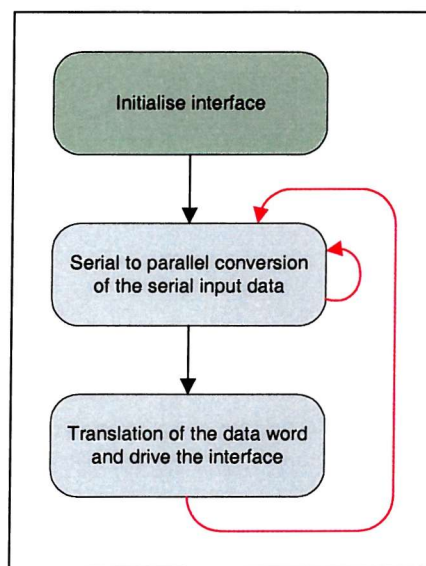 Initialise interface
Serial to parallel conversion
of the serial input data
Translation of the data word
and drive the interface